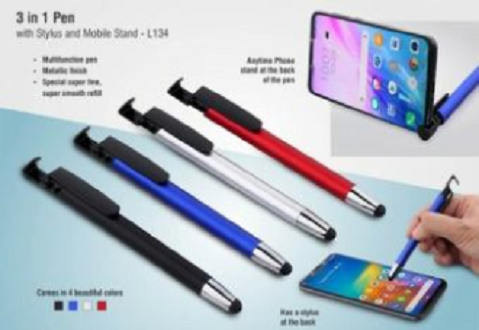 3 in 1 Pen
with Stylus and Mobile Stand - L134
- Multifunction pen
- Metallic finish
- Special super fine,
super smooth refill
Anytime Phone
stand at the back
of the pen
Comes in 4 beautiful colors
Has a stylus
at the back